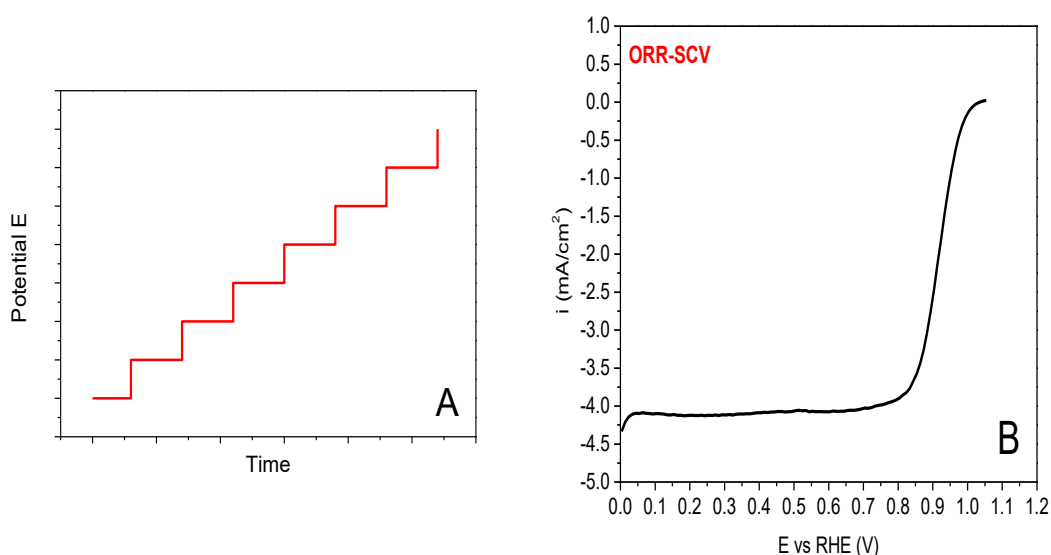 Potential E
A
Time
ORR-SCV
i (mA/cm²)
1.0
0.5
0.0
-0.5
-1.0
-1.5
-2.0
-2.5
-3.0
-3.5
-4.0
-4.5
-5.0
B
0.0 0.1 0.2 0.3 0.4 0.5 0.6 0.7 0.8 0.9 1.0 1.1 1.2
E vs RHE (V)